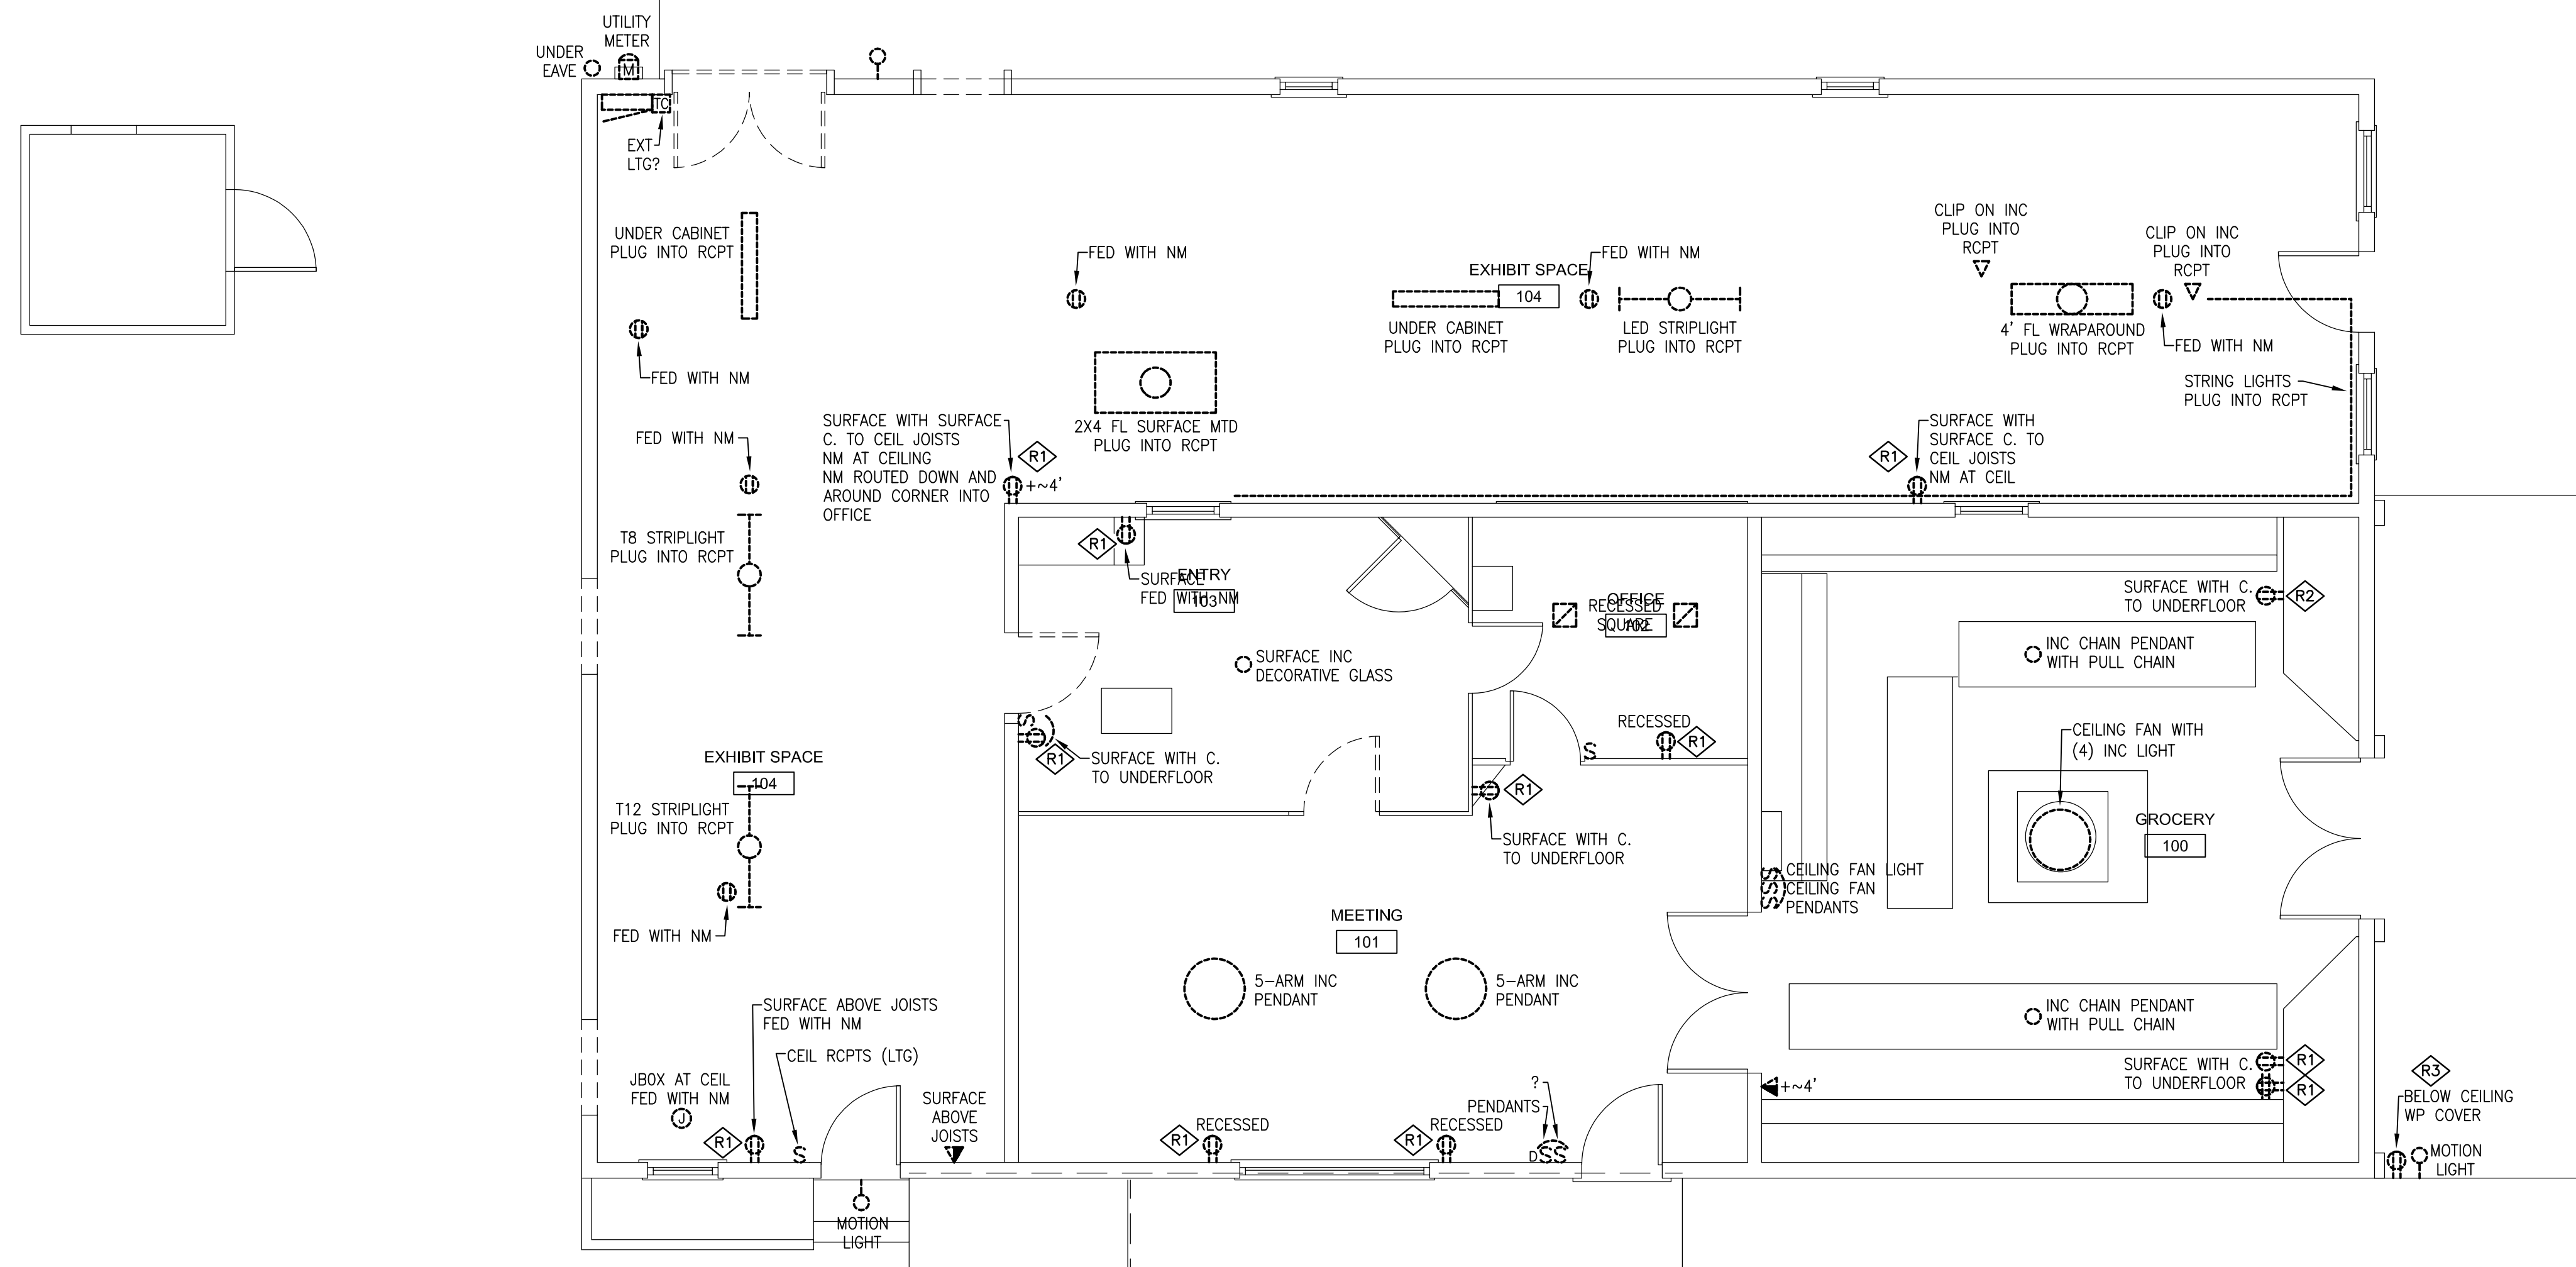 UTILITY
METER
UNDER
EAVE
M
TC
EXT
LTG?
UNDER CABINET
PLUG INTO RCPT
FED WITH NM
FED WITH NM
EXHIBIT SPACE
104
UNDER CABINET
PLUG INTO RCPT
FED WITH NM
LED STRIPLIGHT
PLUG INTO RCPT
CLIP ON INC
PLUG INTO
RCPT
CLIP ON INC
PLUG INTO
RCPT
4' FL WRAPAROUND
PLUG INTO RCPT
FED WITH NM
STRING LIGHTS
PLUG INTO RCPT
2X4 FL SURFACE MTD
PLUG INTO RCPT
SURFACE WITH SURFACE
C. TO CEIL JOISTS
NM AT CEILING
NM ROUTED DOWN AND
AROUND CORNER INTO
OFFICE
R1
+~4'
R1
SURFACE WITH
SURFACE C. TO
CEIL JOISTS
NM AT CEIL
FED WITH NM
T8 STRIPLIGHT
PLUG INTO RCPT
R1
SURFACE
FED WITH NM
ENTRY
103
RECESSED
SQUARE
OFFICE
102
SURFACE WITH C.
TO UNDERFLOOR
R2
INC CHAIN PENDANT
WITH PULL CHAIN
SURFACE INC
DECORATIVE GLASS
S
R1
SURFACE WITH C.
TO UNDERFLOOR
RECESSED
S
R1
R1
SURFACE WITH C.
TO UNDERFLOOR
CEILING FAN WITH
(4) INC LIGHT
GROCERY
100
EXHIBIT SPACE
104
T12 STRIPLIGHT
PLUG INTO RCPT
FED WITH NM
S CEILING FAN LIGHT
S CEILING FAN
S PENDANTS
MEETING
101
5-ARM INC
PENDANT
5-ARM INC
PENDANT
INC CHAIN PENDANT
WITH PULL CHAIN
SURFACE WITH C.
TO UNDERFLOOR
R1
R1
+~4'
R3
BELOW CEILING
WP COVER
MOTION
LIGHT
SURFACE ABOVE JOISTS
FED WITH NM
CEIL RCPTS (LTG)
JBOX AT CEIL
FED WITH NM
J
R1
S
SURFACE
ABOVE
JOISTS
R1
RECESSED
R1
RECESSED
?
PENDANTS
DSS
MOTION
LIGHT